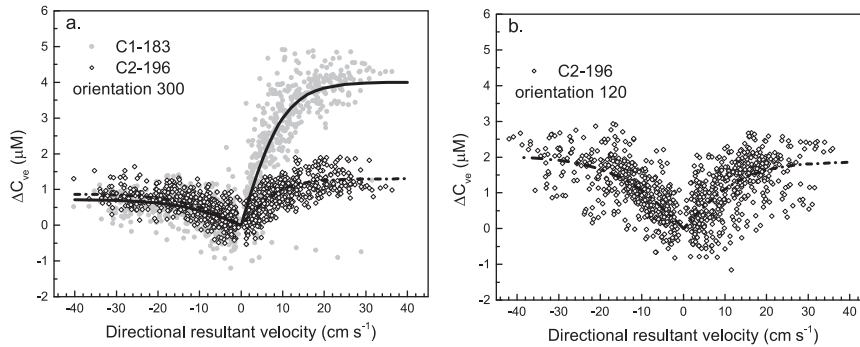 a.
C1-183
C2-196
orientation 300
ΔC_ve (μM)
6
5
4
3
2
1
0
-1
-2
-40 -30 -20 -10 0 10 20 30 40
Directional resultant velocity (cm s⁻¹)
b.
C2-196
orientation 120
ΔC_ve (μM)
6
5
4
3
2
1
0
-1
-2
-40 -30 -20 -10 0 10 20 30 40
Directional resultant velocity (cm s⁻¹)